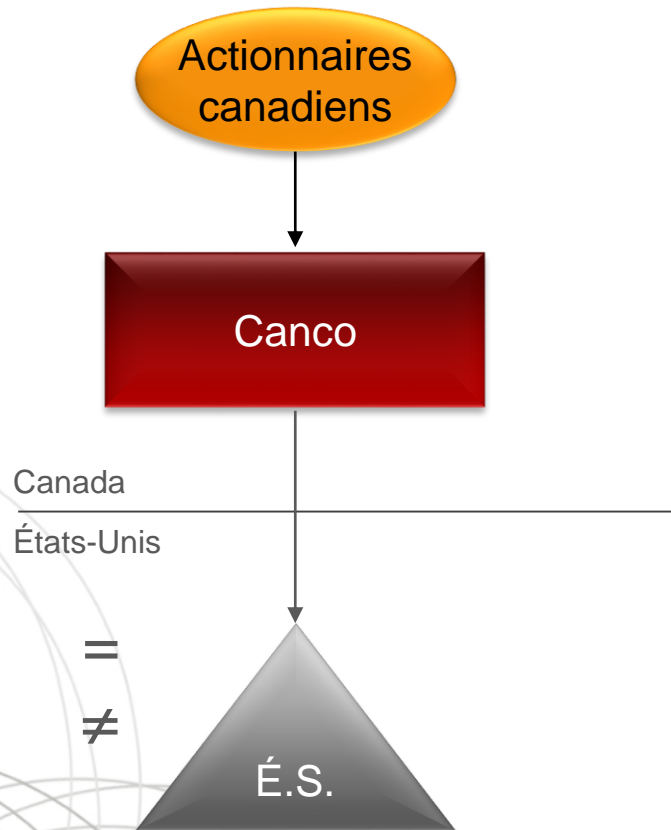 Actionnaires
canadiens
Canco
Canada
États-Unis
=
≠
É.S.